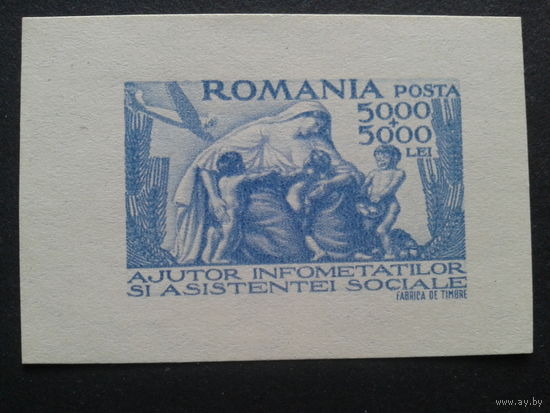 ROMANIA POSTA
5000
+
5000
LEI
AJUTOR INFOMETATILOR
SI ASISTENTEI SOCIALE
FABRICA DE TIMBRE
© www.ay.by